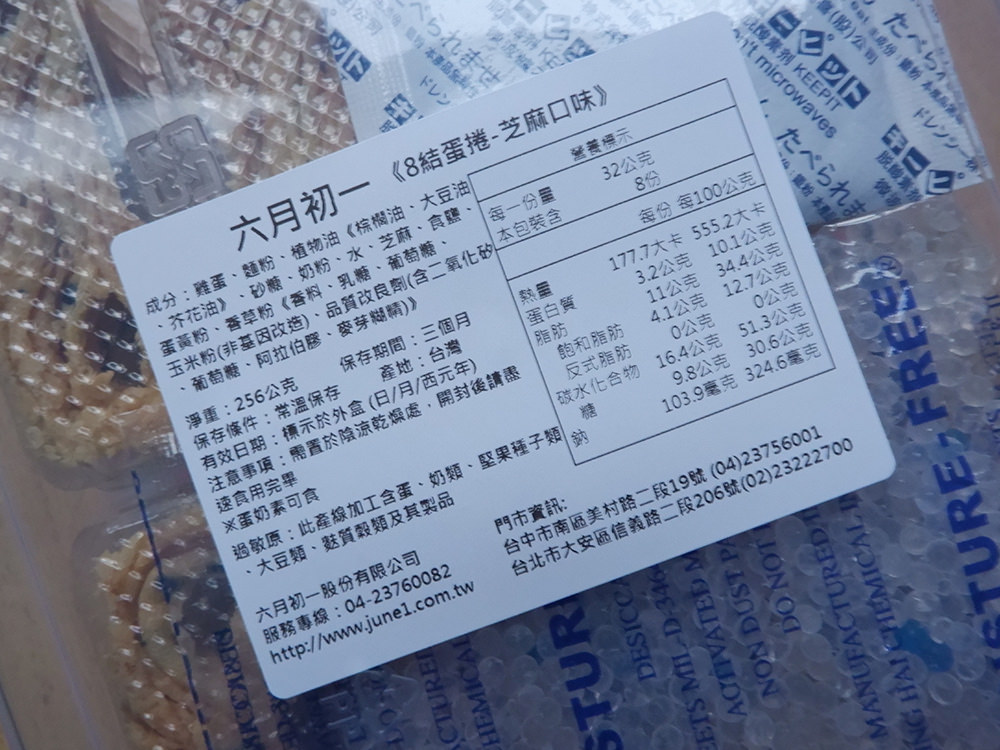 六月初一 《8結蛋捲-芝麻口味》
成分：雞蛋、麵粉、植物油《棕櫚油、大豆油
、芥花油》、砂糖、奶粉、水、芝麻、食鹽、
蛋黃粉、香草粉《香料、乳糖、葡萄糖、
玉米粉(非基因改造)、品質改良劑(含二氧化矽
、葡萄糖、阿拉伯膠、麥芽糊精)》
淨重：256公克 保存期間：三個月
保存條件：常溫保存 產地：台灣
有效日期：標示於外盒 (日/月/西元年)
注意事項：需置於陰涼乾燥處，開封後請盡
速食用完畢
※蛋奶素可食
過敏原：此產線加工含蛋、奶類、堅果種子類
、大豆類、麩質穀類及其製品
六月初一股份有限公司
服務專線：04-23760082
http://www.june1.com.tw
營養標示
每一份量 32公克
本包裝含 8份
每份 每100公克
熱量 177.7大卡 555.2大卡
蛋白質 3.2公克 10.1公克
脂肪 11公克 34.4公克
飽和脂肪 4.1公克 12.7公克
反式脂肪 0公克 0公克
碳水化合物 16.4公克 51.3公克
糖 9.8公克 30.6公克
鈉 103.9毫克 324.6毫克
門市資訊:
台中市南區美村路二段19號 (04)23756001
台北市大安區信義路二段206號(02)23222700
KEEPIT
microwaves
たべられ
STURE-FREE®
DESICC
MIL D-346
ACTIVATED
NON DUST
DO NOT
MANUFACTURED
CHEMICAL